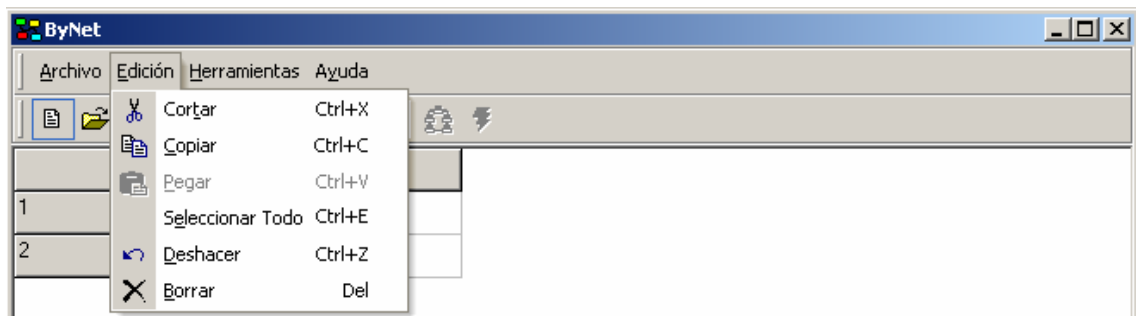 ByNet
Archivo Edición Herramientas Ayuda
Cortar Ctrl+X
Copiar Ctrl+C
Pegar Ctrl+V
Seleccionar Todo Ctrl+E
Deshacer Ctrl+Z
Borrar Del
1
2